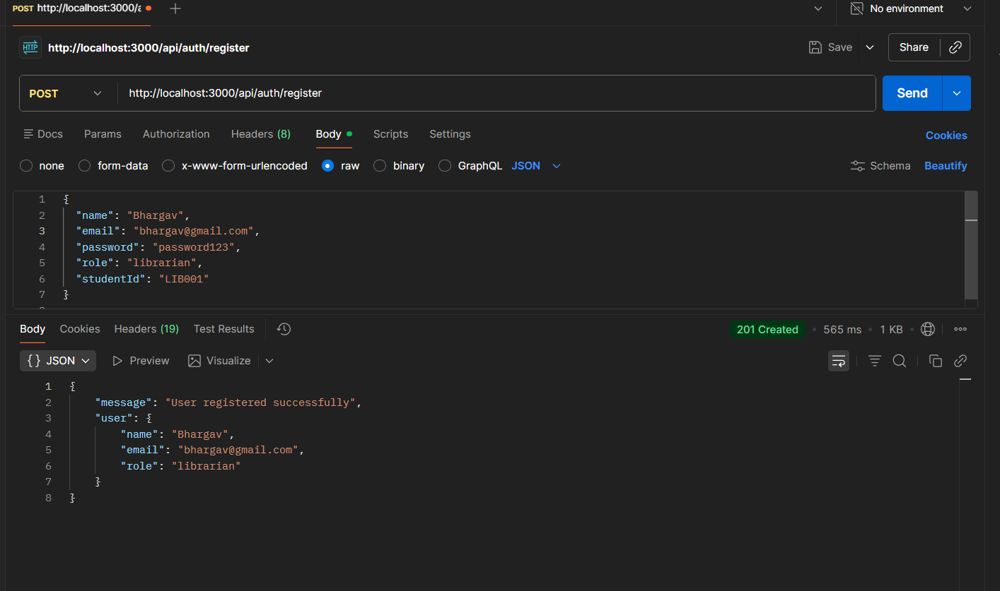 POST http://localhost:3000/a
No environment
HTTP http://localhost:3000/api/auth/register
Save
Share
POST
http://localhost:3000/api/auth/register
Send
Docs Params Authorization Headers (8) Body Scripts Settings Cookies
none form-data x-www-form-urlencoded raw binary GraphQL JSON Schema Beautify
1 {
2 "name": "Bhargav",
3 "email": "bhargav@gmail.com",
4 "password": "password123",
5 "role": "librarian",
6 "studentId": "LIB001"
7 }
Body Cookies Headers (19) Test Results 201 Created • 565 ms • 1 KB •
{} JSON Preview Visualize
1 {
2 "message": "User registered successfully",
3 "user": {
4 "name": "Bhargav",
5 "email": "bhargav@gmail.com",
6 "role": "librarian"
7 }
8 }